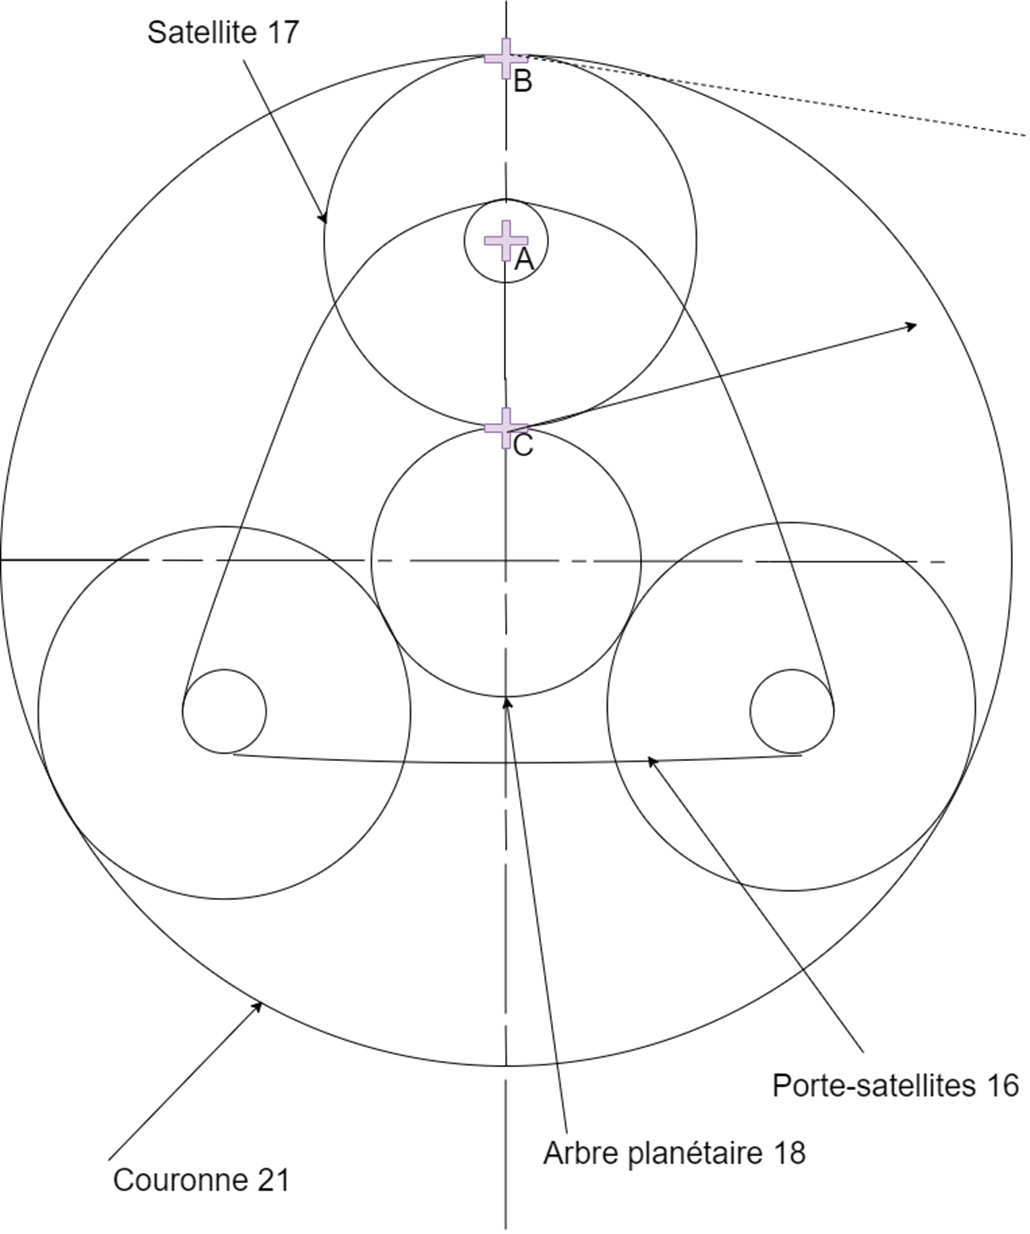 Satellite 17
B
A
C
Porte-satellites 16
Arbre planétaire 18
Couronne 21